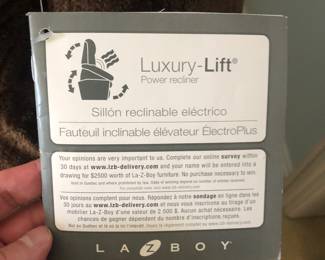 Luxury-Lift®
Power recliner
Sillón reclinable eléctrico
Fauteuil inclinable élévateur ÉlectroPlus
Your opinions are very important to us. Complete our online survey within
30 days at www.lzb-delivery.com and your name will be entered into a
drawing for $2500 worth of La-Z-Boy furniture. No purchase necessary to win.
Vos opinions comptent pour nous. Répondez à notre sondage en ligne dans les
30 jours au www.lzb-delivery.com et nous vous inscrirons au tirage d'un
mobilier La-Z-Boy d'une valeur de 2 500 $. Aucun achat nécessaire. Les
chances de gagner dépendent du nombre d'inscriptions reçues.
LA Z BOY